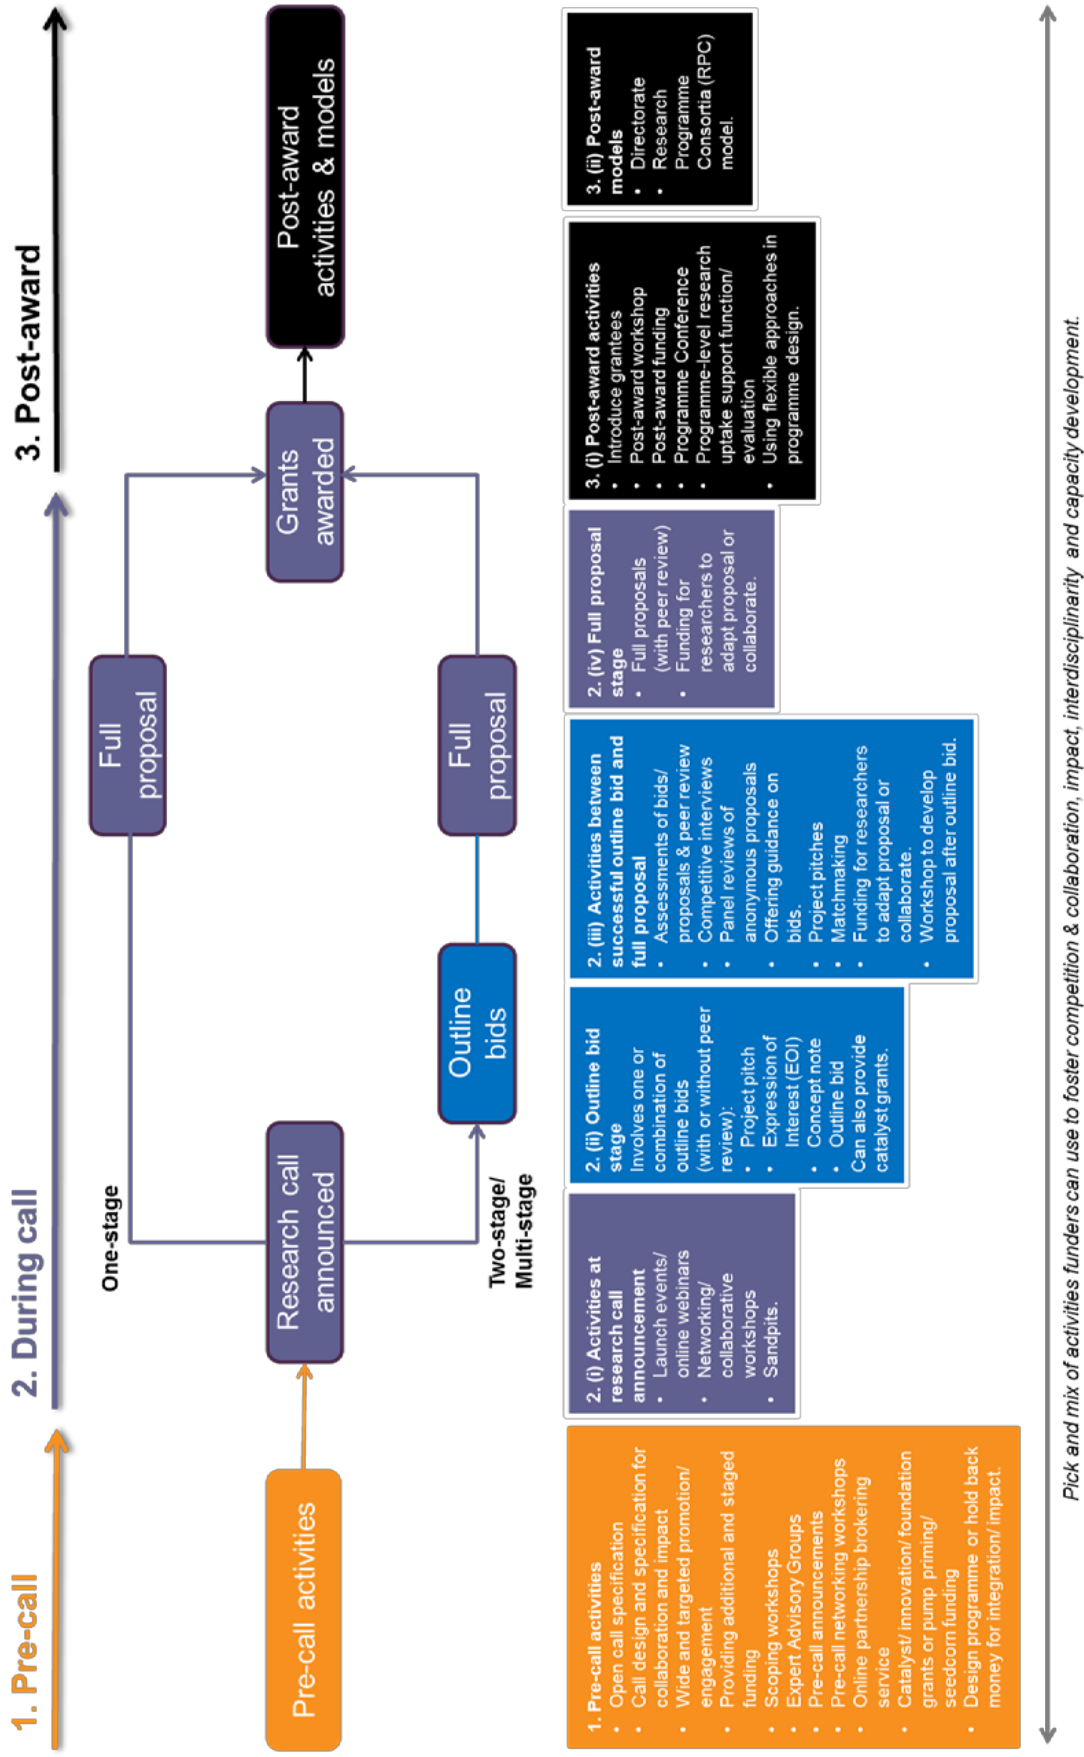 1. Pre-call
2. During call
3. Post-award
One-stage
Full
proposal
Pre-call activities
Research call
announced
Grants
awarded
Post-award
activities & models
Two-stage/
Multi-stage
Outline
bids
Full
proposal
1. Pre-call activities
• Open call specification
• Call design and specification for
collaboration and impact
• Wide and targeted promotion/
engagement
• Providing additional and staged
funding
• Scoping workshops
• Expert Advisory Groups
• Pre-call announcements
• Pre-call networking workshops
• Online partnership brokering
service
• Catalyst/ innovation/ foundation
grants or pump priming/
seedcorn funding
• Design programme or hold back
money for integration/ impact.
2. (i) Activities at
research call
announcement
• Launch events/
online webinars
• Networking/
collaborative
workshops
• Sandpits.
2. (ii) Outline bid
stage
Involves one or
combination of
outline bids
(with or without peer
review):
• Project pitch
• Expression of
Interest (EOI)
• Concept note
• Outline bid
Can also provide
catalyst grants.
2. (iii) Activities between
successful outline bid and
full proposal
• Assessments of bids/
proposals & peer review
• Competitive interviews
• Panel reviews of
anonymous proposals
• Offering guidance on
bids.
• Project pitches
• Matchmaking
• Funding for researchers
to adapt proposal or
collaborate.
• Workshop to develop
proposal after outline bid.
2. (iv) Full proposal
stage
• Full proposals
(with peer review)
• Funding for
researchers to
adapt proposal or
collaborate.
3. (i) Post-award activities
• Introduce grantees
• Post-award workshop
• Post-award funding
• Programme Conference
• Programme-level research
uptake support function/
evaluation
• Using flexible approaches in
programme design.
3. (ii) Post-award
models
• Directorate
• Research
Programme
Consortia (RPC)
model.
Pick and mix of activities funders can use to foster competition & collaboration, impact, interdisciplinarity and capacity development.